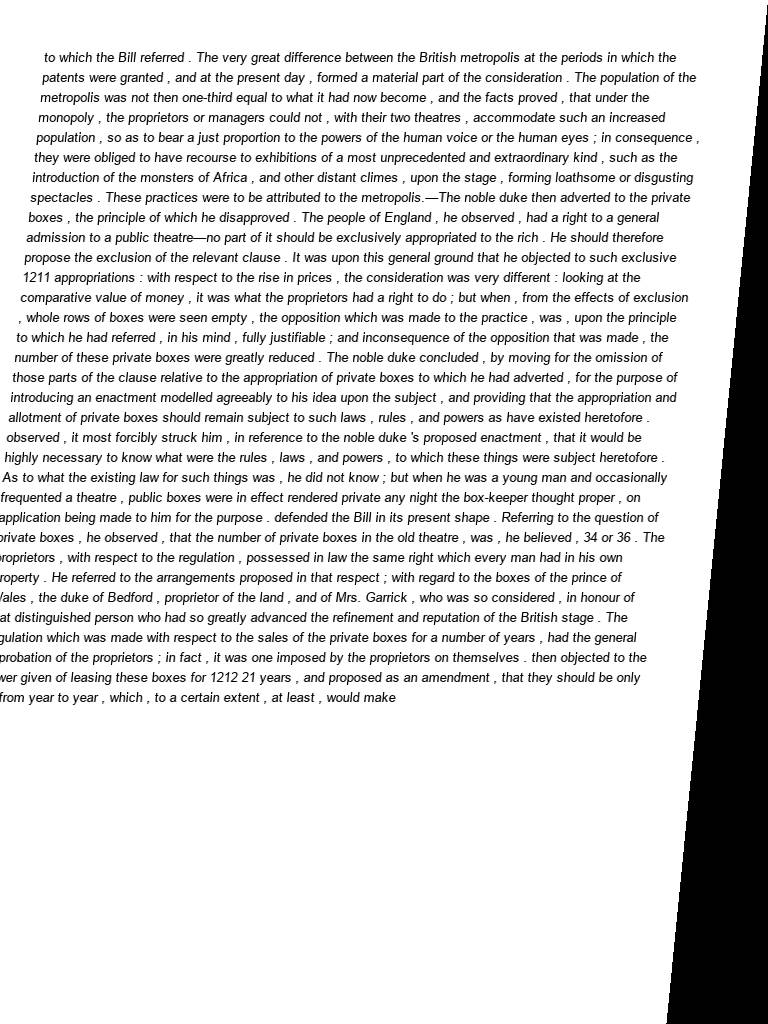 to which the Bill referred . The very great difference between the British metropolis at the periods in which the
patents were granted , and at the present day , formed a material part of the consideration . The population of the
metropolis was not then one-third equal to what it had now become , and the facts proved , that under the
monopoly , the proprietors or managers could not , with their two theatres , accommodate such an increased
population , so as to bear a just proportion to the powers of the human voice or the human eyes ; in consequence ,
they were obliged to have recourse to exhibitions of a most unprecedented and extraordinary kind , such as the
introduction of the monsters of Africa , and other distant climes , upon the stage , forming loathsome or disgusting
spectacles . These practices were to be attributed to the metropolis.—The noble duke then adverted to the private
boxes , the principle of which he disapproved . The people of England , he observed , had a right to a general
admission to a public theatre—no part of it should be exclusively appropriated to the rich . He should therefore
propose the exclusion of the relevant clause . It was upon this general ground that he objected to such exclusive
1211 appropriations : with respect to the rise in prices , the consideration was very different : looking at the
comparative value of money , it was what the proprietors had a right to do ; but when , from the effects of exclusion
, whole rows of boxes were seen empty , the opposition which was made to the practice , was , upon the principle
to which he had referred , in his mind , fully justifiable ; and inconsequence of the opposition that was made , the
number of these private boxes were greatly reduced . The noble duke concluded , by moving for the omission of
those parts of the clause relative to the appropriation of private boxes to which he had adverted , for the purpose of
introducing an enactment modelled agreeably to his idea upon the subject , and providing that the appropriation and
allotment of private boxes should remain subject to such laws , rules , and powers as have existed heretofore .
observed , it most forcibly struck him , in reference to the noble duke 's proposed enactment , that it would be
highly necessary to know what were the rules , laws , and powers , to which these things were subject heretofore .
As to what the existing law for such things was , he did not know ; but when he was a young man and occasionally
frequented a theatre , public boxes were in effect rendered private any night the box-keeper thought proper , on
application being made to him for the purpose . defended the Bill in its present shape . Referring to the question of
private boxes , he observed , that the number of private boxes in the old theatre , was , he believed , 34 or 36 . The
proprietors , with respect to the regulation , possessed in law the same right which every man had in his own
roperty . He referred to the arrangements proposed in that respect ; with regard to the boxes of the prince of
Wales , the duke of Bedford , proprietor of the land , and of Mrs. Garrick , who was so considered , in honour of
at distinguished person who had so greatly advanced the refinement and reputation of the British stage . The
gulation which was made with respect to the sales of the private boxes for a number of years , had the general
probation of the proprietors ; in fact , it was one imposed by the proprietors on themselves . then objected to the
wer given of leasing these boxes for 1212 21 years , and proposed as an amendment , that they should be only
from year to year , which , to a certain extent , at least , would make